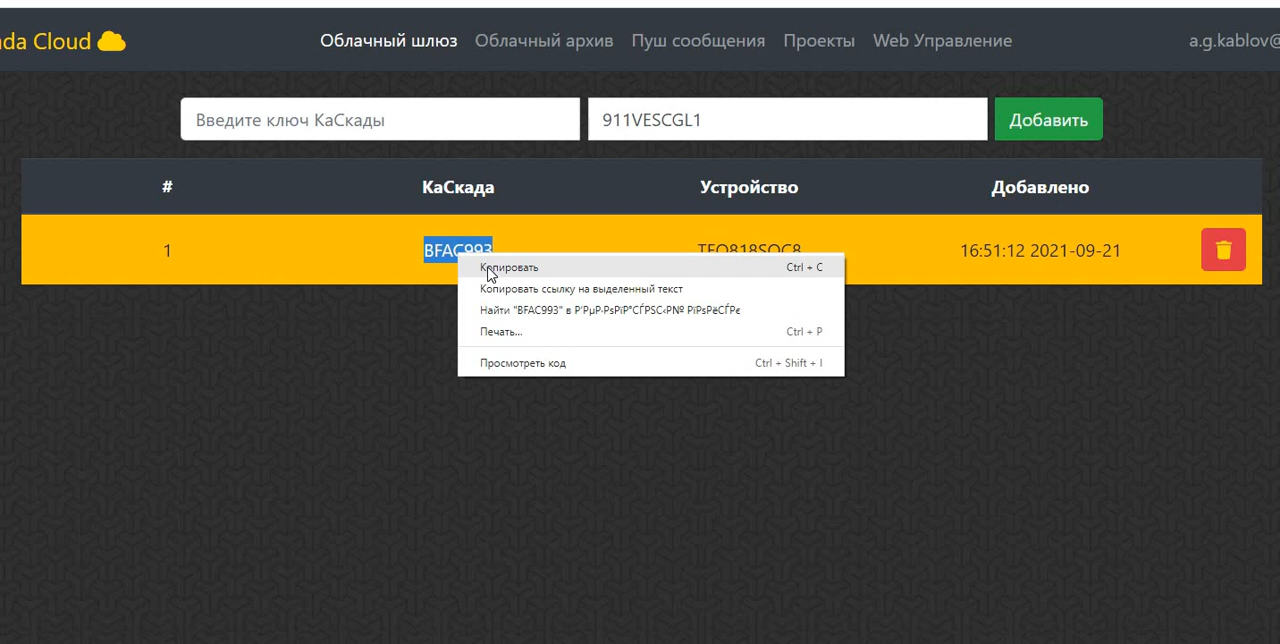 da Cloud
Облачный шлюз Облачный архив Пуш сообщения Проекты Web Управление a.g.kablov@
Введите ключ КаСкады 911VESCGL1 Добавить
# КаСкада Устройство Добавлено
1 BFAC993 TEQ818SOC8 16:51:12 2021-09-21
Копировать Ctrl + C
Копировать ссылку на выделенный текст
Найти "BFAC993" в
Печать... Ctrl + P
Просмотреть код Ctrl + Shift + I